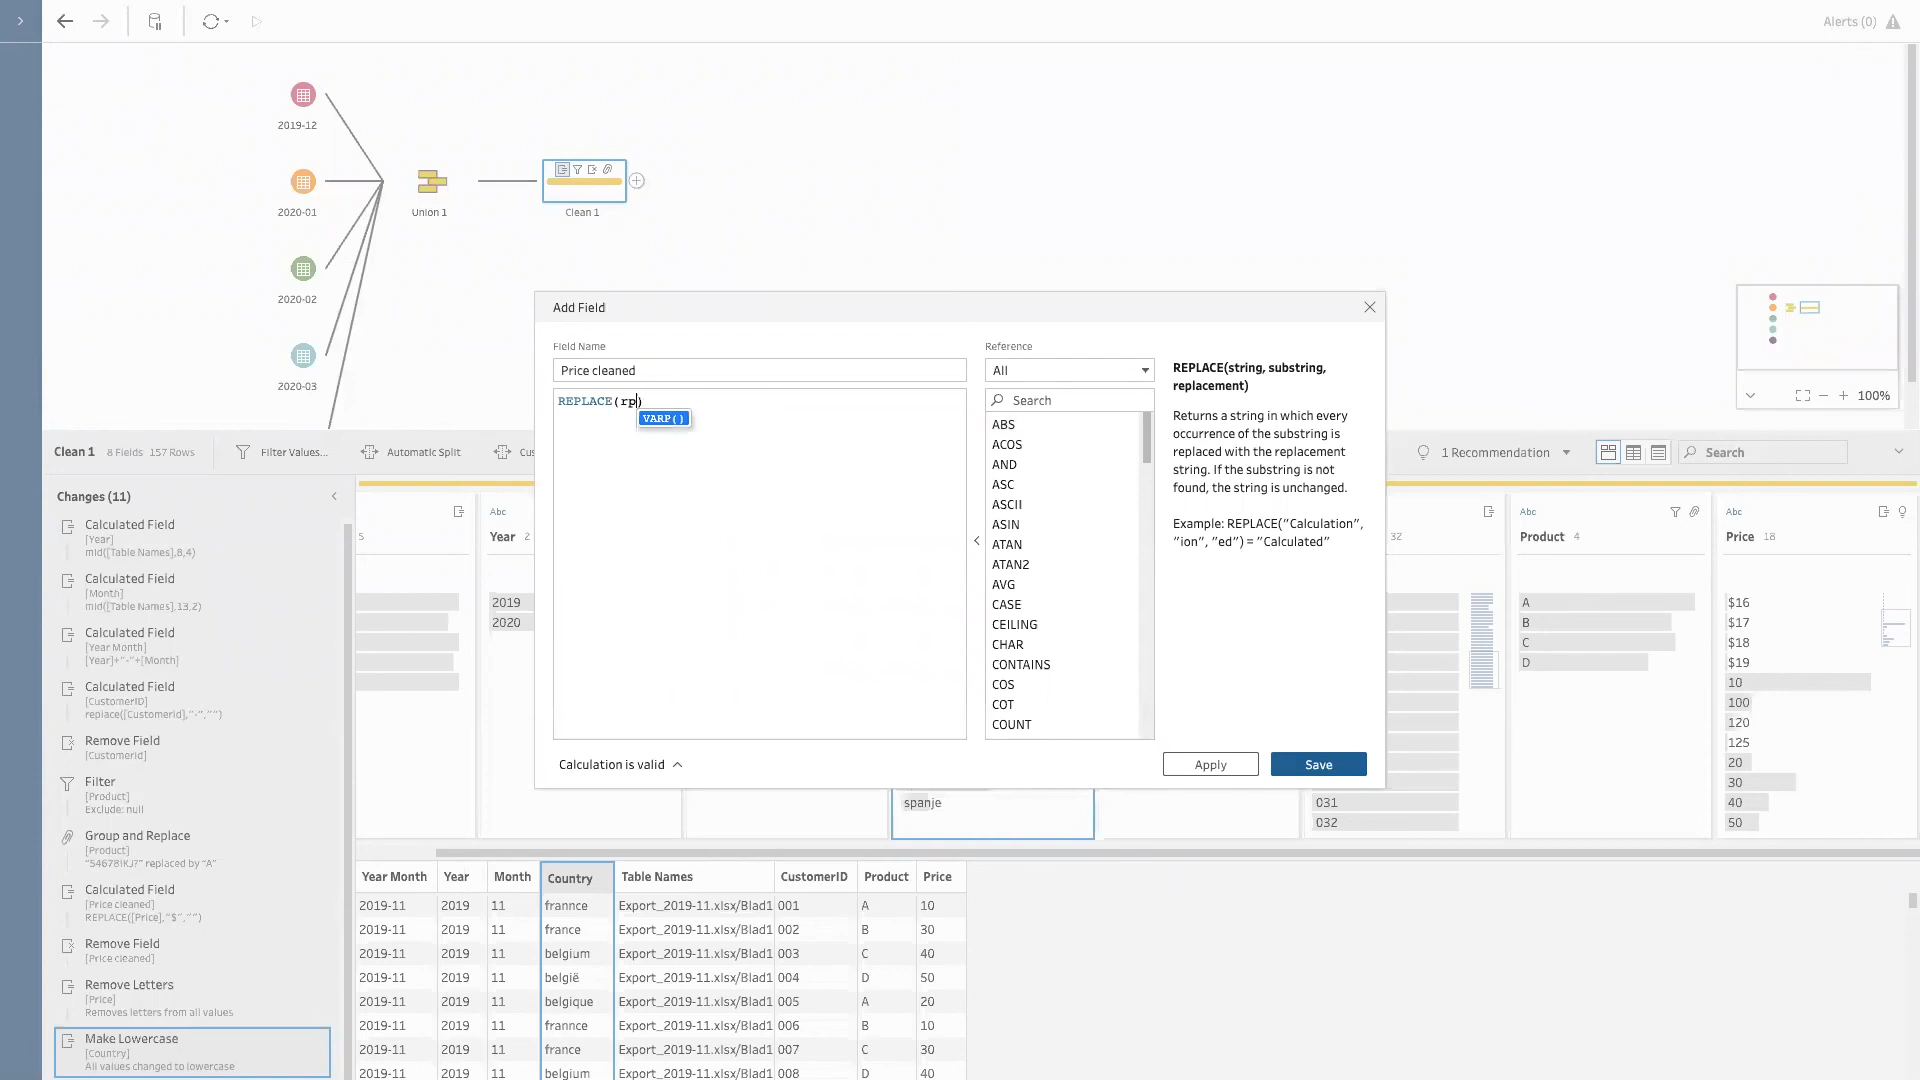 Alerts (0)
2019-12
2020-01
2020-02
2020-03
Union 1
Clean 1
100%
Add Field
Field Name
Price cleaned
REPLACE(rp)
VARP()
Calculation is valid
Reference
All
Search
ABS
ACOS
AND
ASC
ASCII
ASIN
ATAN
ATAN2
AVG
CASE
CEILING
CHAR
CONTAINS
COS
COT
COUNT
REPLACE(string, substring,
replacement)
Returns a string in which every
occurrence of the substring is
replaced with the replacement
string. If the substring is not
found, the string is unchanged.
Example: REPLACE("Calculation",
"ion", "ed") = "Calculated"
Apply
Save
Clean 1 8 Fields 157 Rows
Filter Values...
Automatic Split
1 Recommendation
Search
Changes (11)
Calculated Field
[Year]
mid([Table Names],8,4)
Calculated Field
[Month]
mid([Table Names],13,2)
Calculated Field
[Year Month]
[Year]+"-"+[Month]
Calculated Field
[CustomerID]
replace([CustomerId],"-","")
Remove Field
[CustomerId]
Filter
[Product]
Exclude: null
Group and Replace
[Product]
"54678IKJ?" replaced by "A"
Calculated Field
[Price cleaned]
REPLACE([Price],"$","")
Remove Field
[Price cleaned]
Remove Letters
[Price]
Removes letters from all values
Make Lowercase
[Country]
All values changed to lowercase
5
Abc
Year 2
2019
2020
spanje
32
031
032
Abc
Product 4
A
B
C
D
Abc
Price 18
$16
$17
$18
$19
10
100
120
125
20
30
40
50
Year Month Year Month Country Table Names CustomerID Product Price
2019-11 2019 11 frannce Export_2019-11.xlsx/Blad1 001 A 10
2019-11 2019 11 france Export_2019-11.xlsx/Blad1 002 B 30
2019-11 2019 11 belgium Export_2019-11.xlsx/Blad1 003 C 40
2019-11 2019 11 belgië Export_2019-11.xlsx/Blad1 004 D 50
2019-11 2019 11 belgique Export_2019-11.xlsx/Blad1 005 A 20
2019-11 2019 11 frannce Export_2019-11.xlsx/Blad1 006 B 10
2019-11 2019 11 france Export_2019-11.xlsx/Blad1 007 C 30
2019-11 2019 11 belgium Export_2019-11.xlsx/Blad1 008 D 40